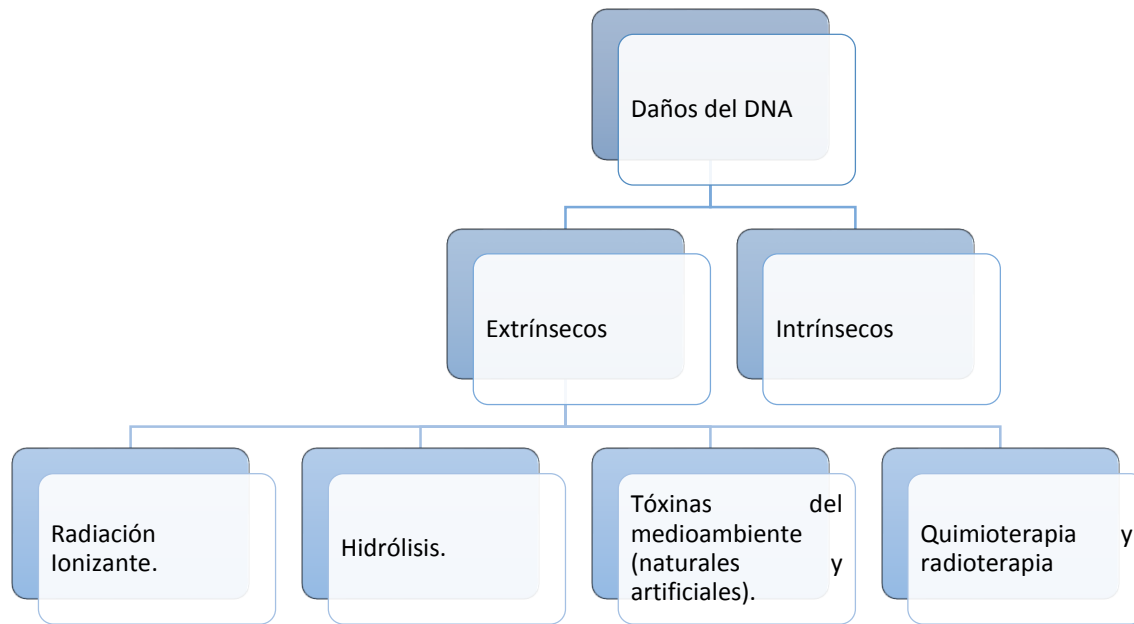 Daños del DNA
Extrínsecos
Intrínsecos
Radiación
Ionizante.
Hidrólisis.
Tóxinas del
medioambiente
(naturales y
artificiales).
Quimioterapia y
radioterapia